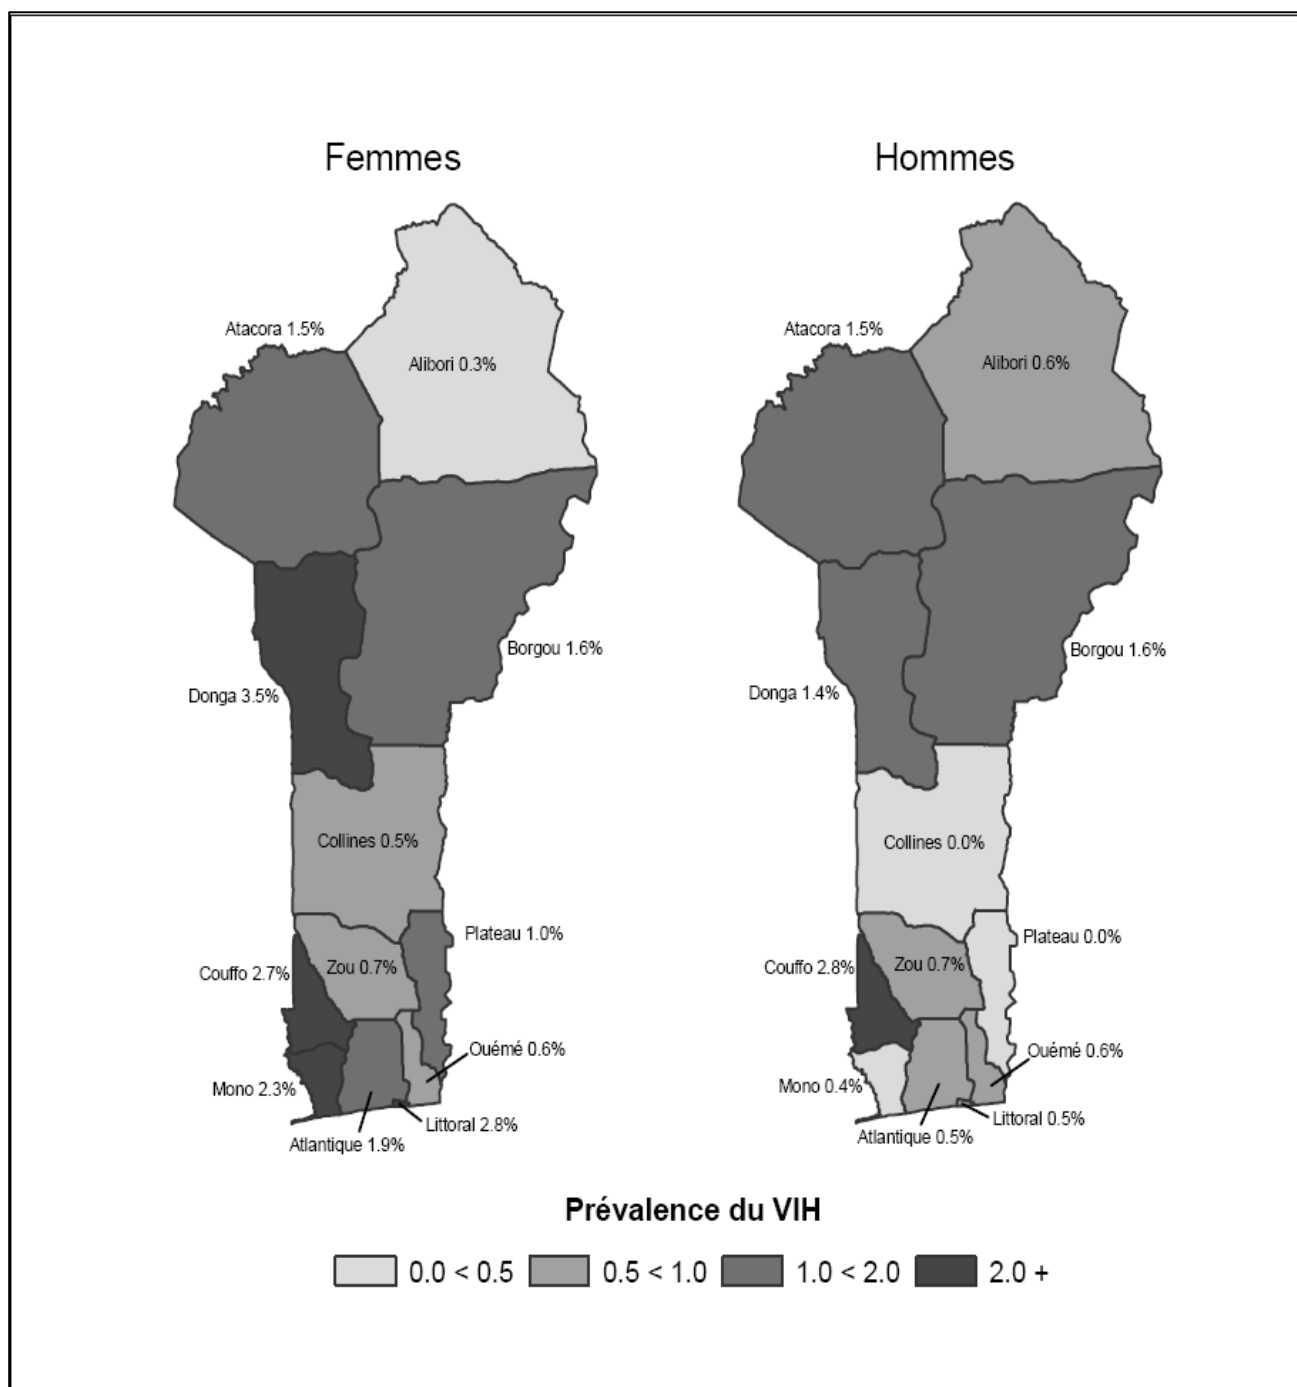 Femmes
Hommes
Atacora 1.5%
Alibori 0.3%
Borgou 1.6%
Donga 3.5%
Collines 0.5%
Plateau 1.0%
Zou 0.7%
Couffo 2.7%
Ouémé 0.6%
Mono 2.3%
Littoral 2.8%
Atlantique 1.9%
Atacora 1.5%
Alibori 0.6%
Borgou 1.6%
Donga 1.4%
Collines 0.0%
Plateau 0.0%
Zou 0.7%
Couffo 2.8%
Ouémé 0.6%
Mono 0.4%
Littoral 0.5%
Atlantique 0.5%
Prévalence du VIH
0.0 < 0.5
0.5 < 1.0
1.0 < 2.0
2.0 +